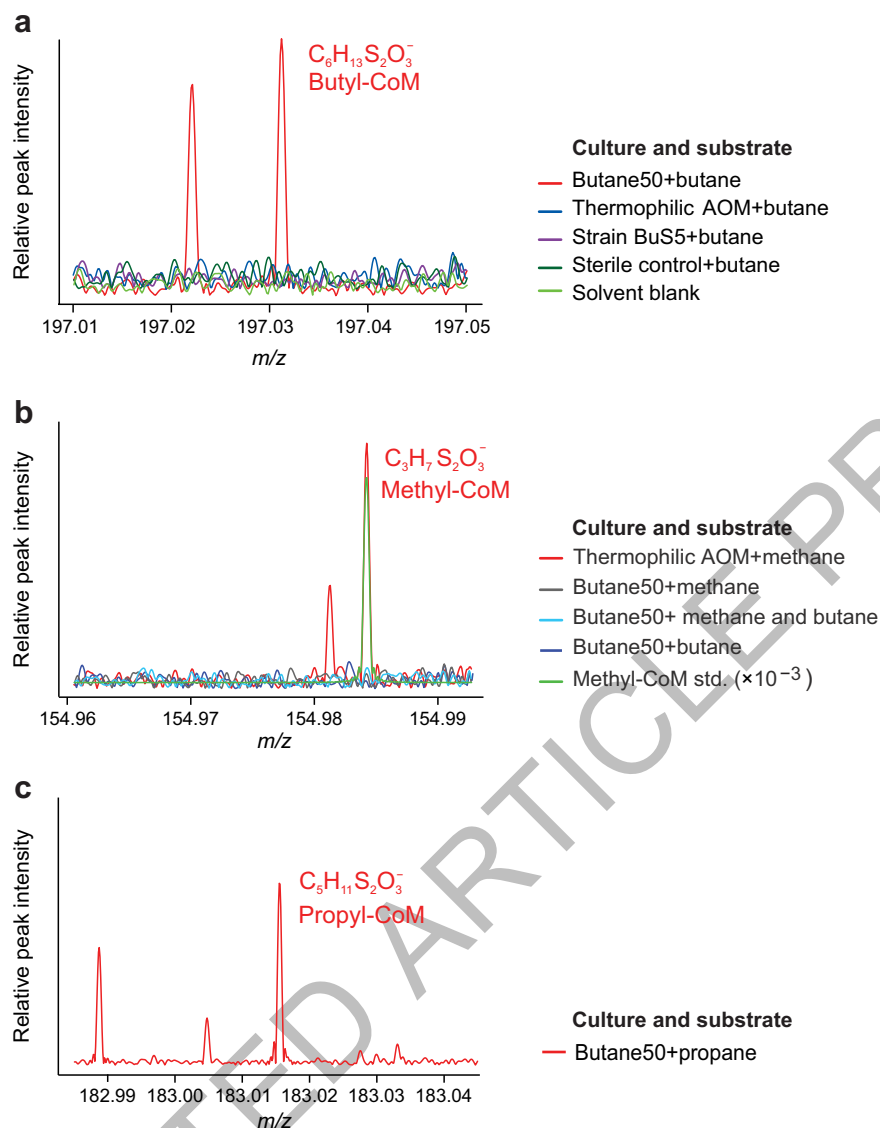 a
C₆H₁₃S₂O₃⁻
Butyl-CoM
Relative peak intensity
197.01 197.02 197.03 197.04 197.05
m/z
Culture and substrate
Butane50+butane
Thermophilic AOM+butane
Strain BuS5+butane
Sterile control+butane
Solvent blank
b
C₃H₇S₂O₃⁻
Methyl-CoM
Relative peak intensity
154.96 154.97 154.98 154.99
m/z
Culture and substrate
Thermophilic AOM+methane
Butane50+methane
Butane50+ methane and butane
Butane50+butane
Methyl-CoM std. (×10⁻³)
c
C₅H₁₁S₂O₃⁻
Propyl-CoM
Relative peak intensity
182.99 183.00 183.01 183.02 183.03 183.04
m/z
Culture and substrate
Butane50+propane
TED ARTICLE PR